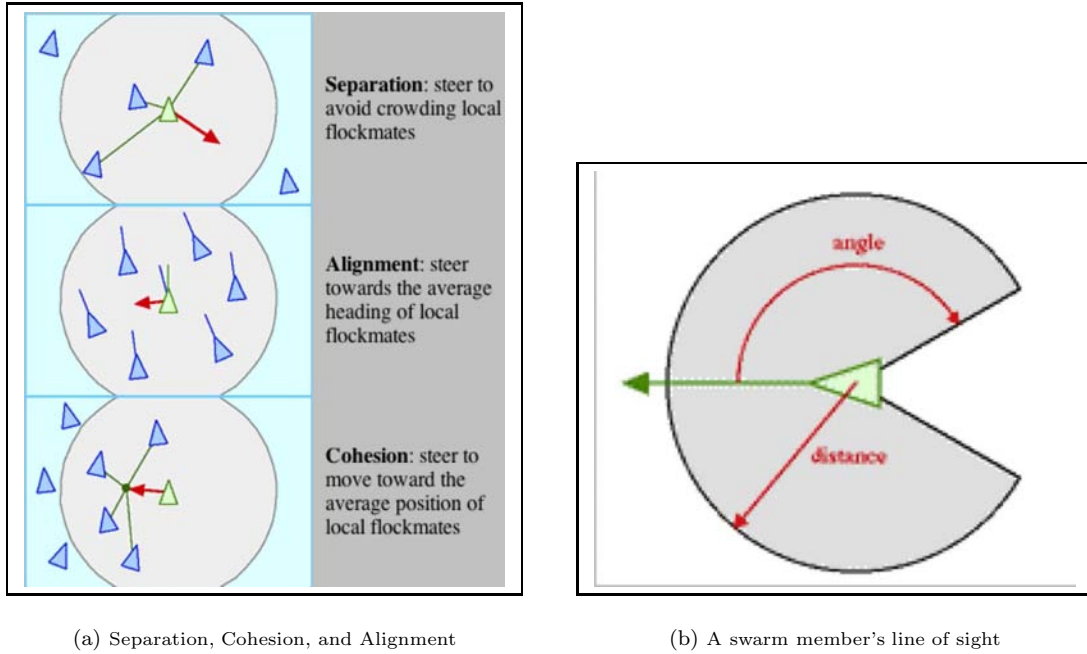 Separation: steer to
avoid crowding local
flockmates
Alignment: steer
towards the average
heading of local
flockmates
Cohesion: steer to
move toward the
average position of
local flockmates
(a) Separation, Cohesion, and Alignment
angle
distance
(b) A swarm member's line of sight